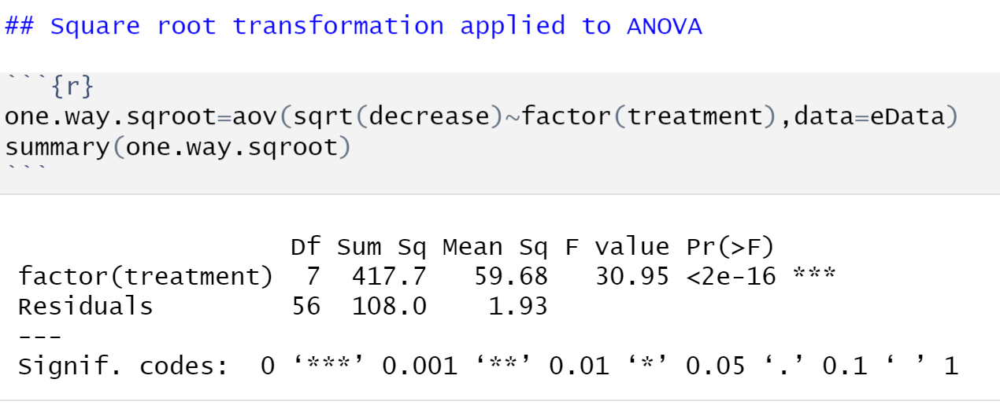 ## Square root transformation applied to ANOVA
```{r}
one.way.sqroot=aov(sqrt(decrease)~factor(treatment),data=eData)
summary(one.way.sqroot)
```
Df Sum Sq Mean Sq F value Pr(>F)
factor(treatment) 7 417.7 59.68 30.95 <2e-16 ***
Residuals 56 108.0 1.93
---
Signif. codes: 0 ‘***’ 0.001 ‘**’ 0.01 ‘*’ 0.05 ‘.’ 0.1 ‘ ’ 1